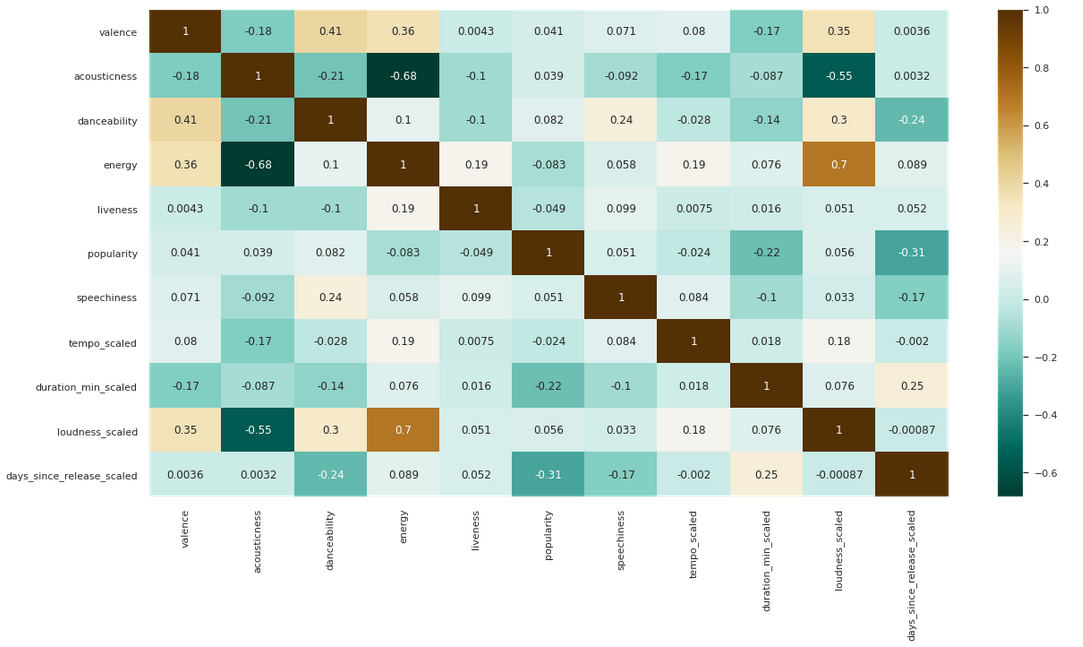 valence 1 -0.18 0.41 0.36 0.0043 0.041 0.071 0.08 -0.17 0.35 0.0036
acousticness -0.18 1 -0.21 -0.68 -0.1 0.039 -0.092 -0.17 -0.087 -0.55 0.0032
danceability 0.41 -0.21 1 0.1 -0.1 0.082 0.24 -0.028 -0.14 0.3 -0.24
energy 0.36 -0.68 0.1 1 0.19 -0.083 0.058 0.19 0.076 0.7 0.089
liveness 0.0043 -0.1 -0.1 0.19 1 -0.049 0.099 0.0075 0.016 0.051 0.052
popularity 0.041 0.039 0.082 -0.083 -0.049 1 0.051 -0.024 -0.22 0.056 -0.31
speechiness 0.071 -0.092 0.24 0.058 0.099 0.051 1 0.084 -0.1 0.033 -0.17
tempo_scaled 0.08 -0.17 -0.028 0.19 0.0075 -0.024 0.084 1 0.018 0.18 -0.002
duration_min_scaled -0.17 -0.087 -0.14 0.076 0.016 -0.22 -0.1 0.018 1 0.076 0.25
loudness_scaled 0.35 -0.55 0.3 0.7 0.051 0.056 0.033 0.18 0.076 1 -0.00087
days_since_release_scaled 0.0036 0.0032 -0.24 0.089 0.052 -0.31 -0.17 -0.002 0.25 -0.00087 1
valence
acousticness
danceability
energy
liveness
popularity
speechiness
tempo_scaled
duration_min_scaled
loudness_scaled
days_since_release_scaled
1.0
0.8
0.6
0.4
0.2
0.0
−0.2
−0.4
−0.6